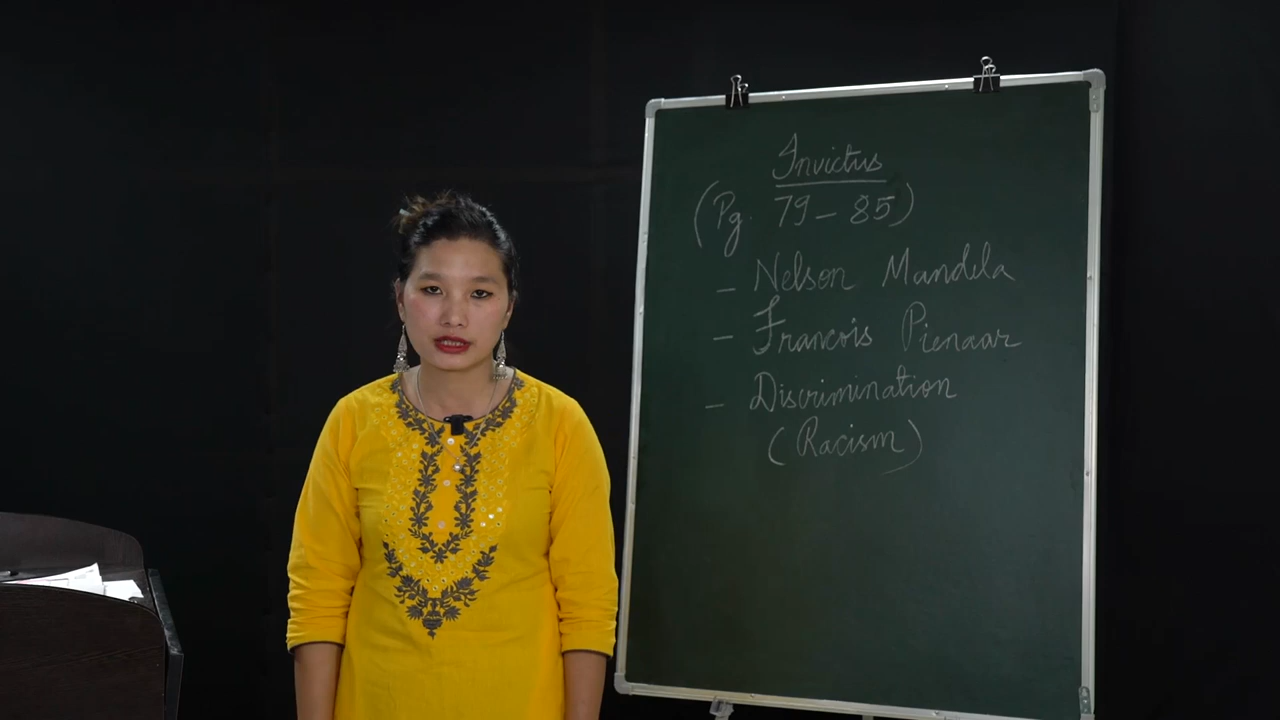 Invictus
(Pg. 79 - 85)
- Nelson Mandela
- Francois Pienaar
- Discrimination
(Racism)